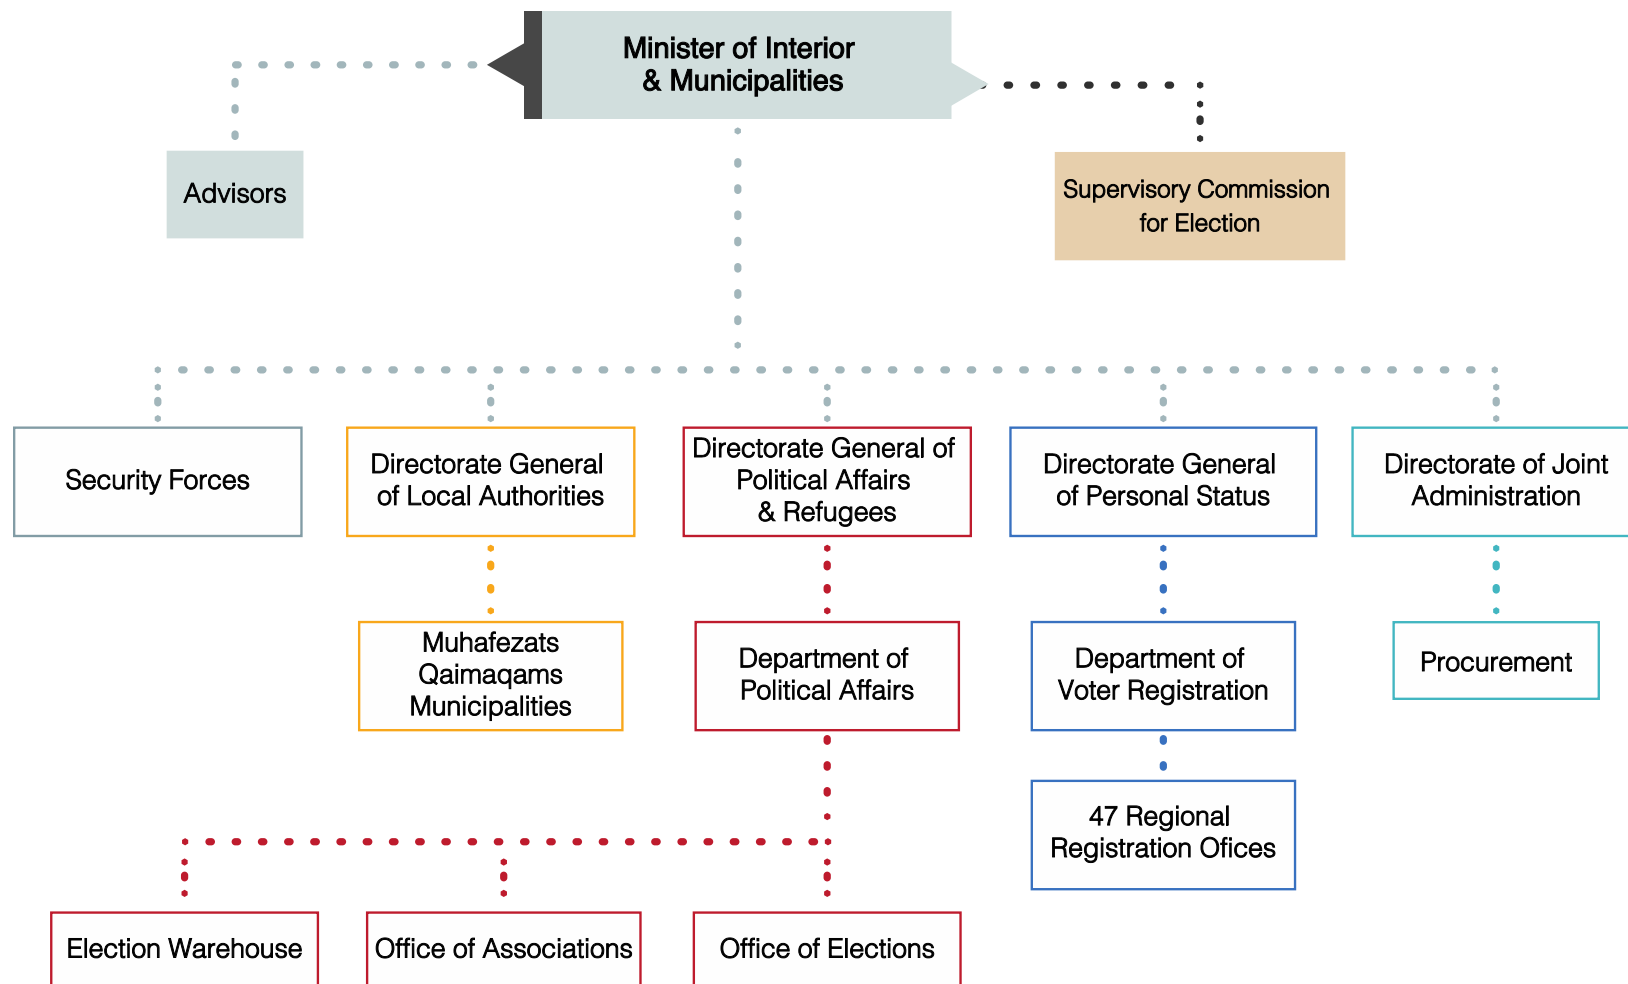 Minister of Interior
& Municipalities
Advisors
Supervisory Commission
for Election
Security Forces
Directorate General
of Local Authorities
Directorate General of
Political Affairs
& Refugees
Directorate General
of Personal Status
Directorate of Joint
Administration
Muhafezats
Qaimaqams
Municipalities
Department of
Political Affairs
Department of
Voter Registration
Procurement
47 Regional
Registration Ofices
Election Warehouse
Office of Associations
Office of Elections